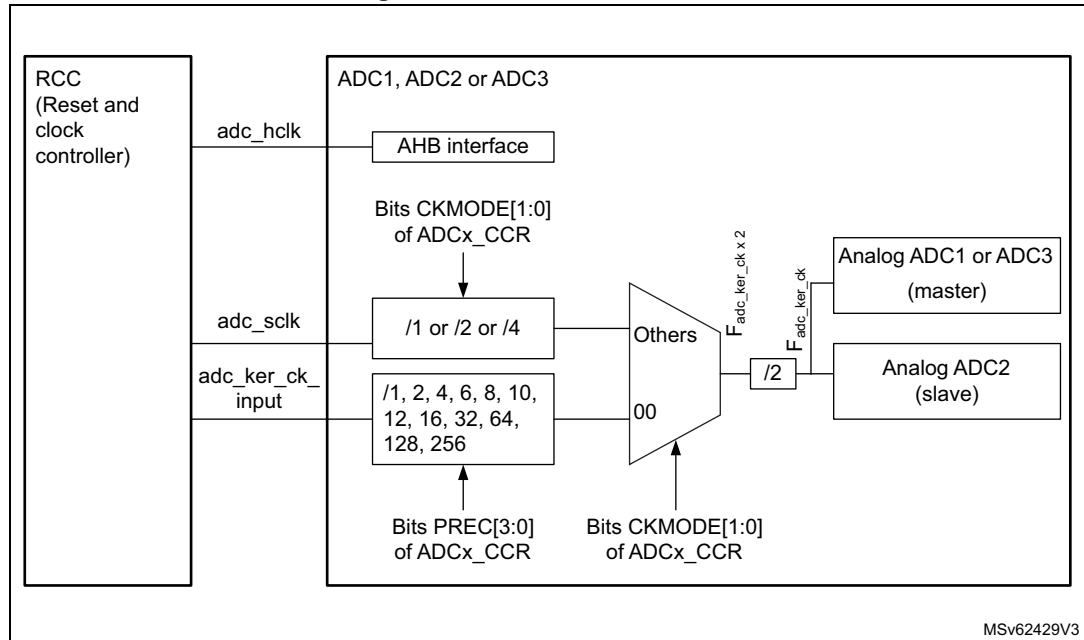 RCC
(Reset and
clock
controller)
ADC1, ADC2 or ADC3
adc_hclk
AHB interface
Bits CKMODE[1:0]
of ADCx_CCR
adc_sclk
/1 or /2 or /4
adc_ker_ck_
input
/1, 2, 4, 6, 8, 10,
12, 16, 32, 64,
128, 256
Bits PREC[3:0]
of ADCx_CCR
Others
00
Bits CKMODE[1:0]
of ADCx_CCR
Fadc_ker_ck x 2
/2
Fadc_ker_ck
Analog ADC1 or ADC3
(master)
Analog ADC2
(slave)
MSv62429V3